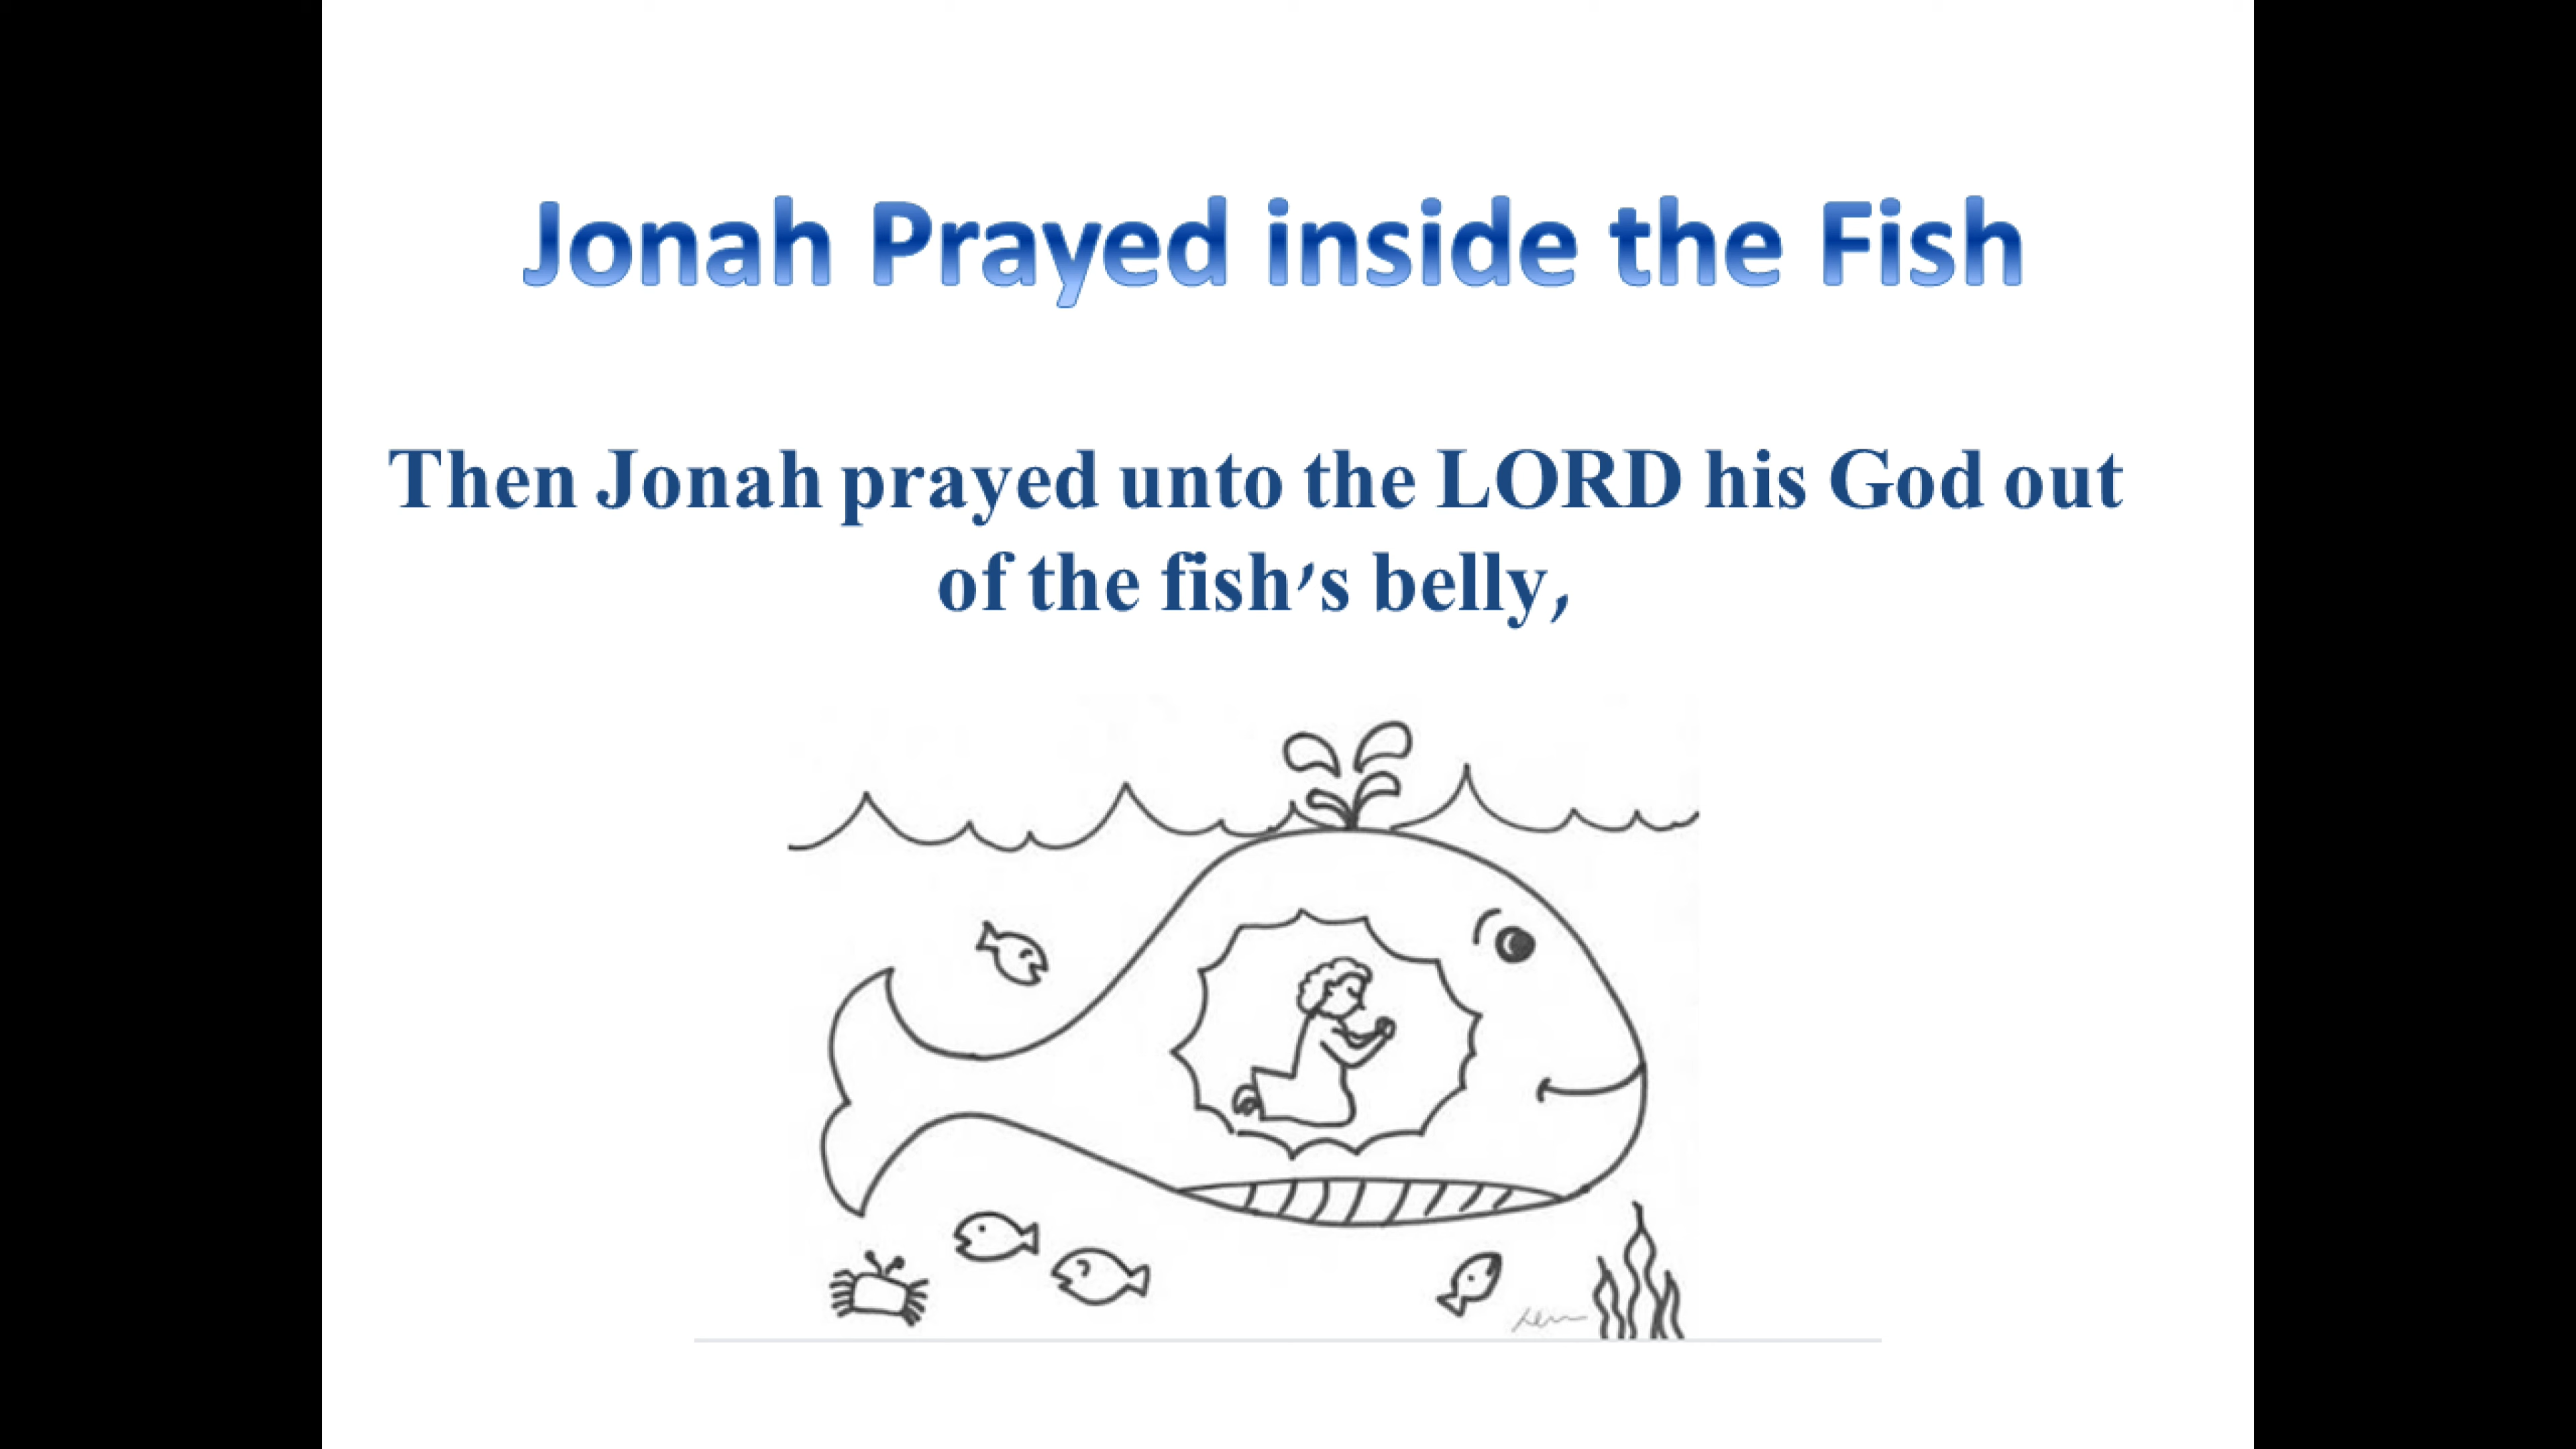 Jonah Prayed inside the Fish
Then Jonah prayed unto the LORD his God out
of the fish's belly,